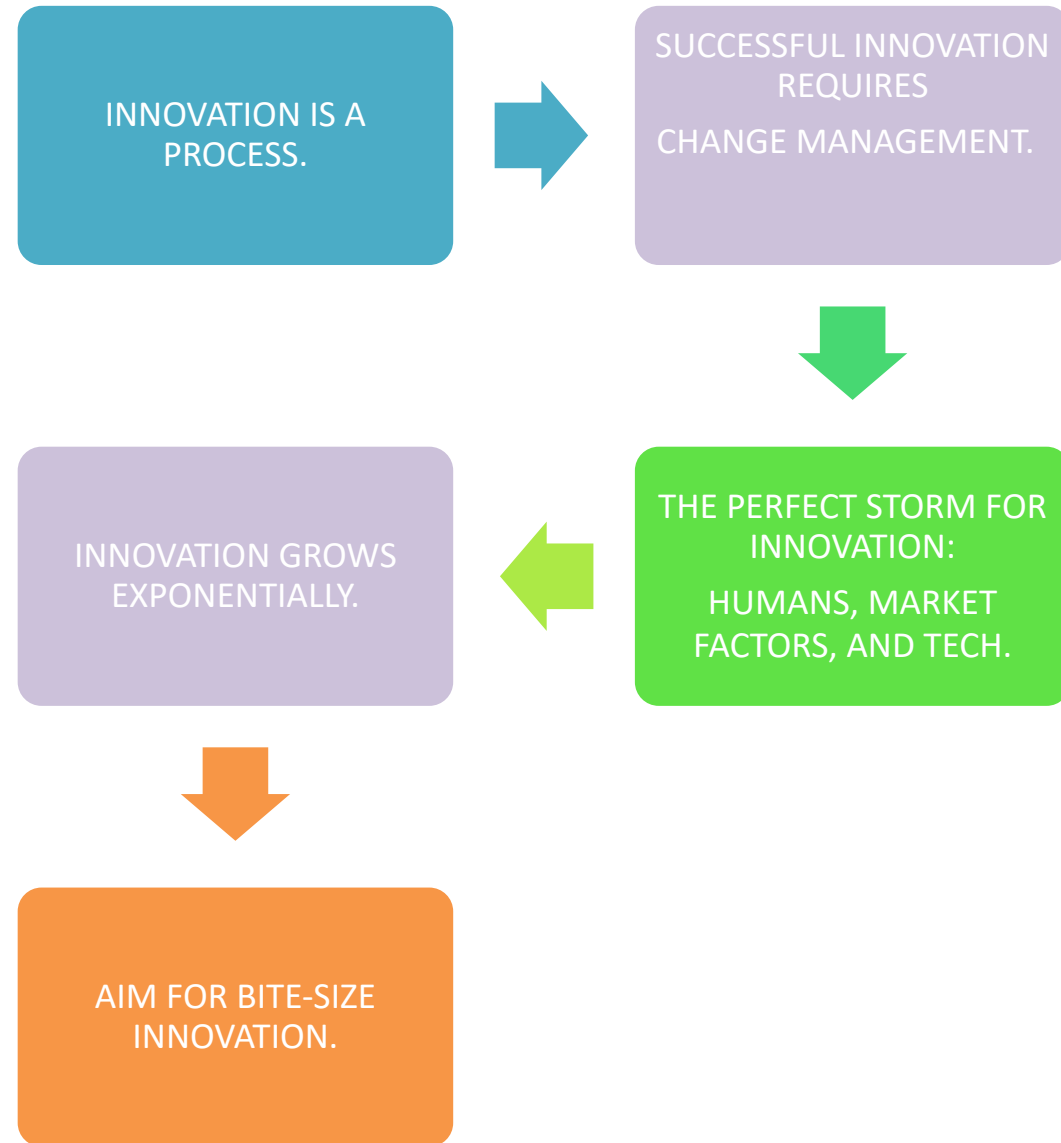 INNOVATION IS A
PROCESS.
SUCCESSFUL INNOVATION
REQUIRES
CHANGE MANAGEMENT.
THE PERFECT STORM FOR
INNOVATION:
HUMANS, MARKET
FACTORS, AND TECH.
INNOVATION GROWS
EXPONENTIALLY.
AIM FOR BITE-SIZE
INNOVATION.